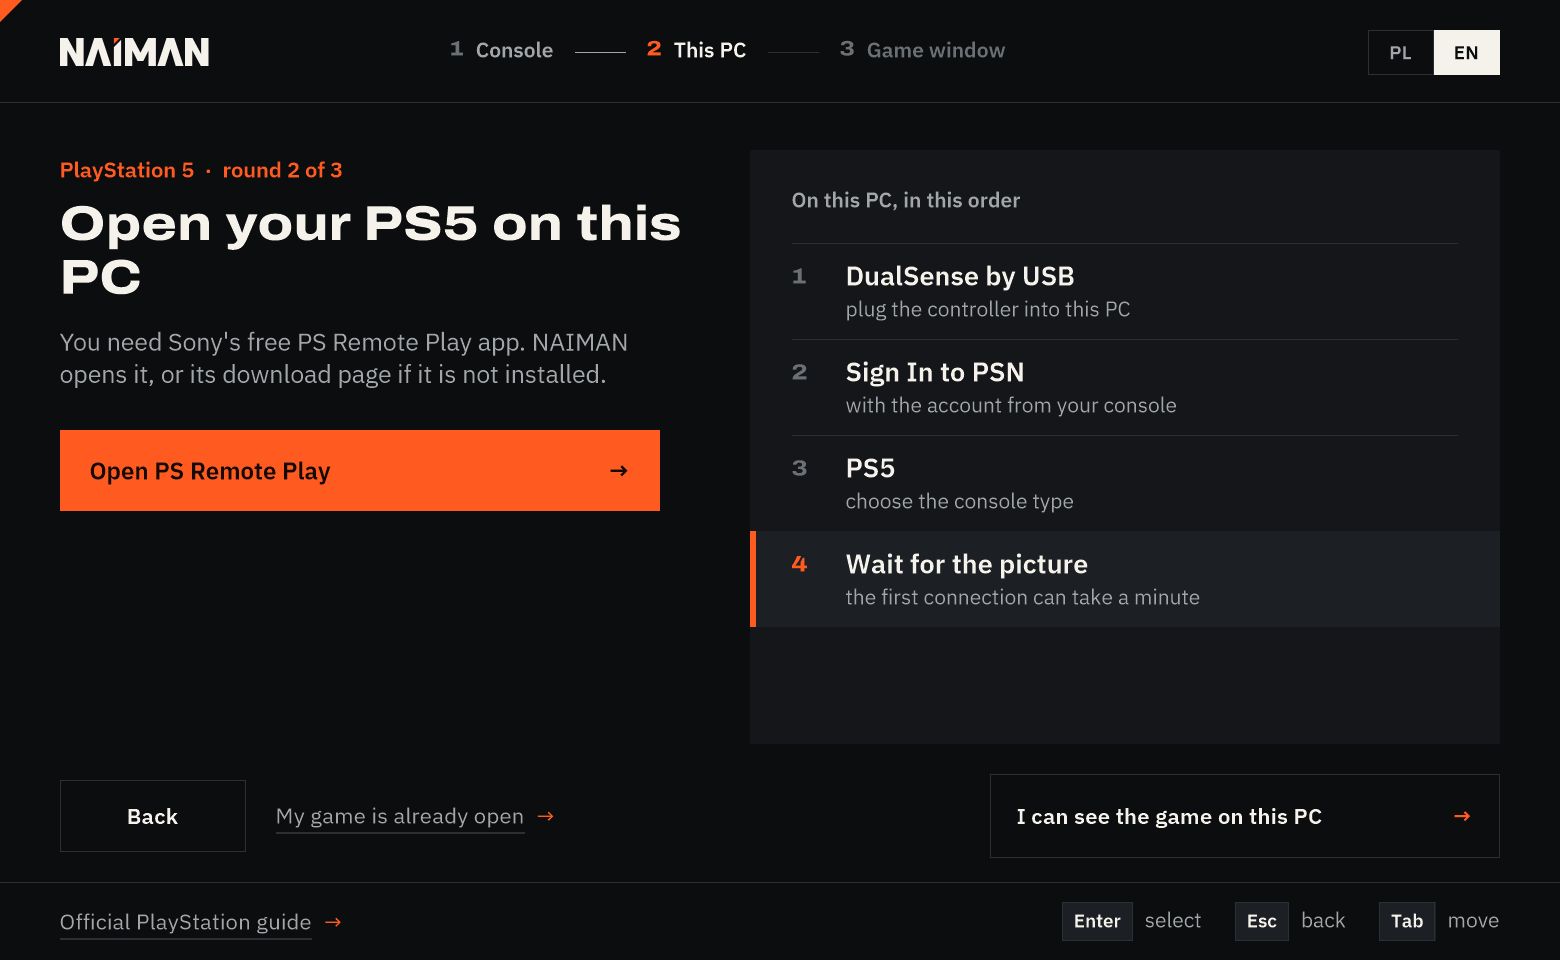 NAIMAN
1 Console
2 This PC
3 Game window
PL EN
PlayStation 5 · round 2 of 3
Open your PS5 on this
PC
You need Sony's free PS Remote Play app. NAIMAN
opens it, or its download page if it is not installed.
Open PS Remote Play →
On this PC, in this order
1 DualSense by USB
plug the controller into this PC
2 Sign In to PSN
with the account from your console
3 PS5
choose the console type
4 Wait for the picture
the first connection can take a minute
Back
My game is already open →
I can see the game on this PC →
Official PlayStation guide →
Enter select Esc back Tab move